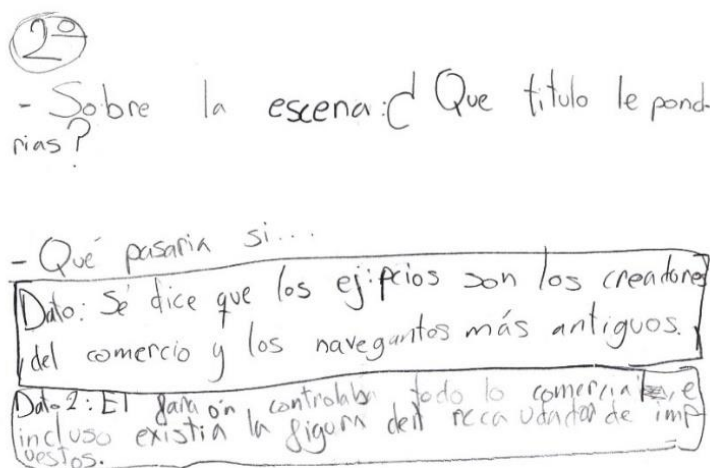 2º
- Sobre la escena: ¿ Que titulo le pond-
rias?
- Qué pasaria si...
Dato: Sé dice que los ejipcios son los creadores
del comercio y los navegantos más antiguos.
Dato 2: El faraón controlaba todo lo comercial, e
incluso existia la figura del recaudador de imp
uestos.